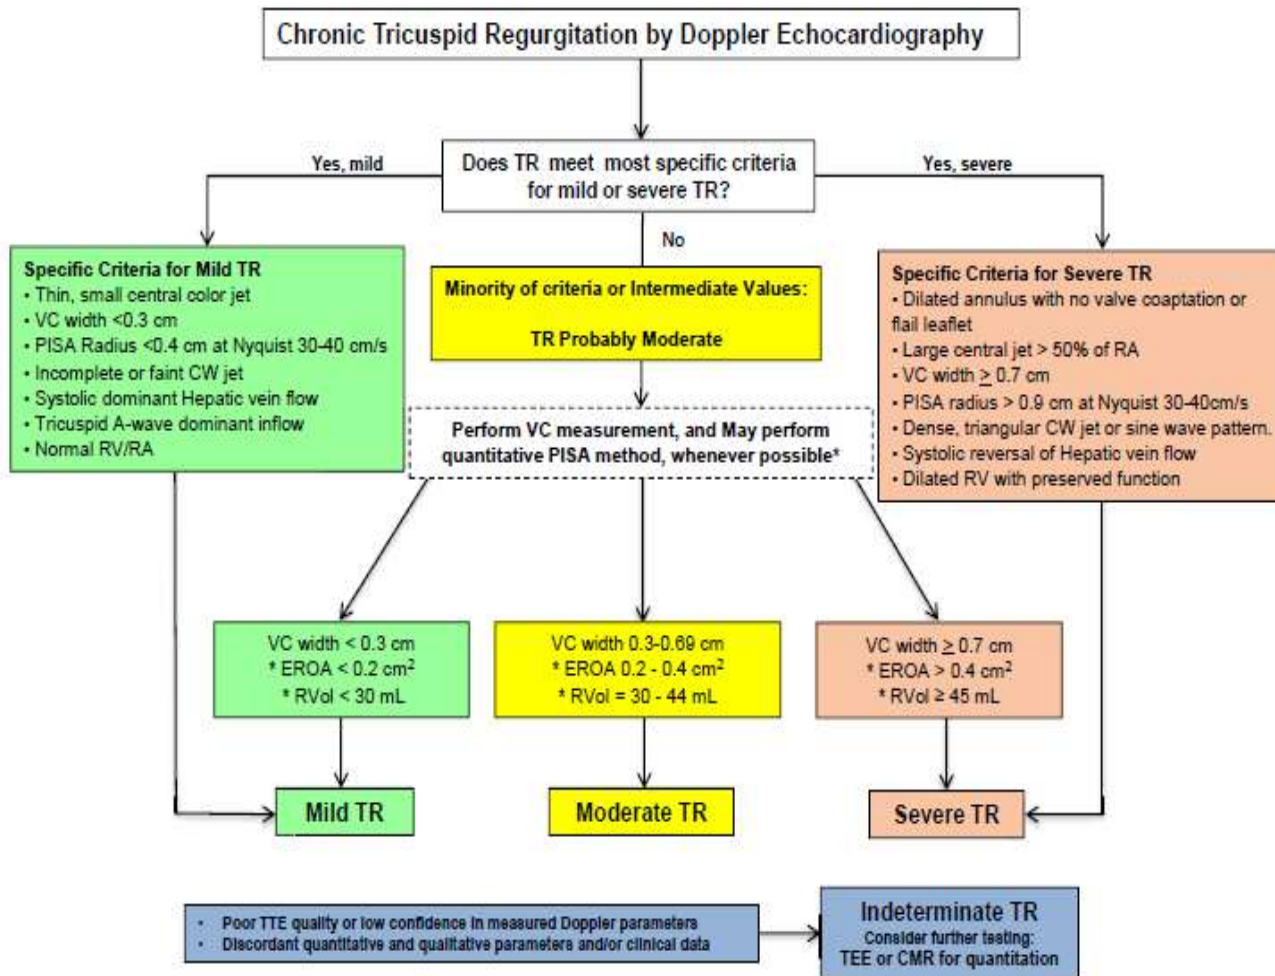 Chronic Tricuspid Regurgitation by Doppler Echocardiography
Does TR meet most specific criteria
for mild or severe TR?
Yes, mild
Yes, severe
No
Specific Criteria for Mild TR
• Thin, small central color jet
• VC width <0.3 cm
• PISA Radius <0.4 cm at Nyquist 30-40 cm/s
• Incomplete or faint CW jet
• Systolic dominant Hepatic vein flow
• Tricuspid A-wave dominant inflow
• Normal RV/RA
Minority of criteria or Intermediate Values:
TR Probably Moderate
Specific Criteria for Severe TR
• Dilated annulus with no valve coaptation or
flail leaflet
• Large central jet > 50% of RA
• VC width ≥ 0.7 cm
• PISA radius > 0.9 cm at Nyquist 30-40cm/s
• Dense, triangular CW jet or sine wave pattern.
• Systolic reversal of Hepatic vein flow
• Dilated RV with preserved function
Perform VC measurement, and May perform
quantitative PISA method, whenever possible*
VC width < 0.3 cm
* EROA < 0.2 cm²
* RVol < 30 mL
VC width 0.3-0.69 cm
* EROA 0.2 - 0.4 cm²
* RVol = 30 - 44 mL
VC width ≥ 0.7 cm
* EROA > 0.4 cm²
* RVol ≥ 45 mL
Mild TR
Moderate TR
Severe TR
• Poor TTE quality or low confidence in measured Doppler parameters
• Discordant quantitative and qualitative parameters and/or clinical data
Indeterminate TR
Consider further testing:
TEE or CMR for quantitation